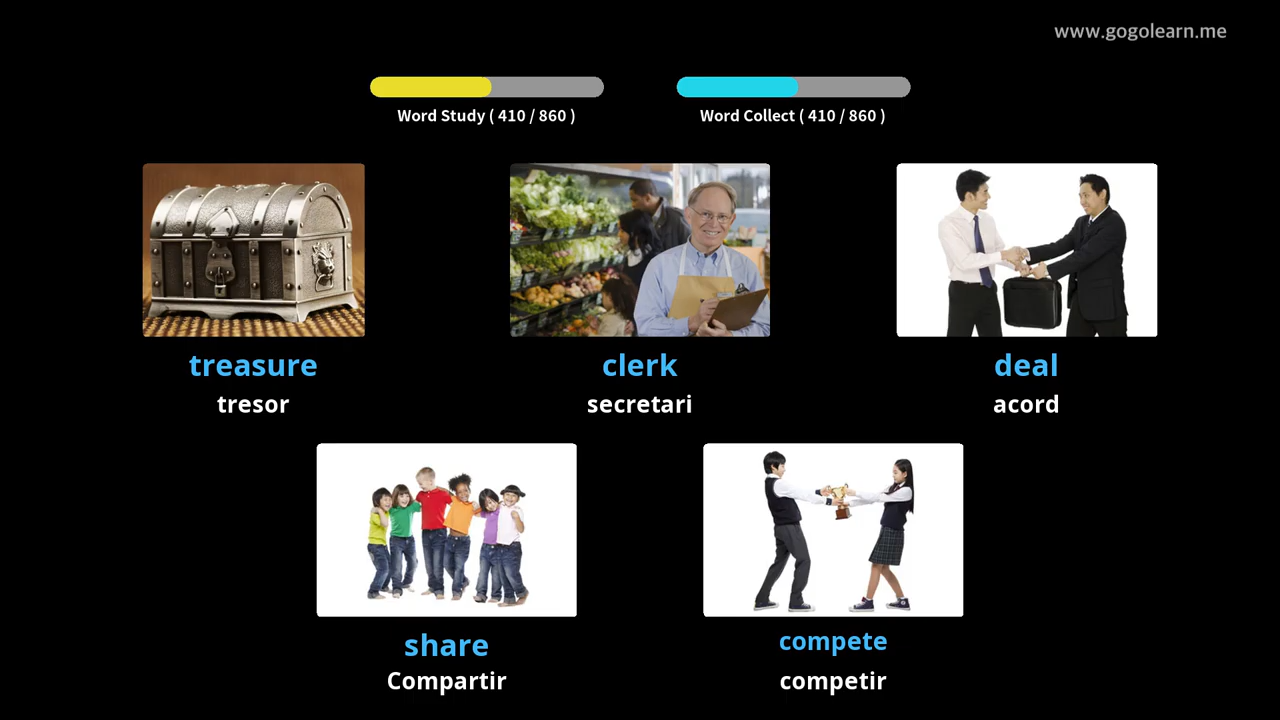 www.gogolearn.me
Word Study ( 410 / 860 )
Word Collect ( 410 / 860 )
treasure
tresor
clerk
secretari
deal
acord
share
Compartir
compete
competir